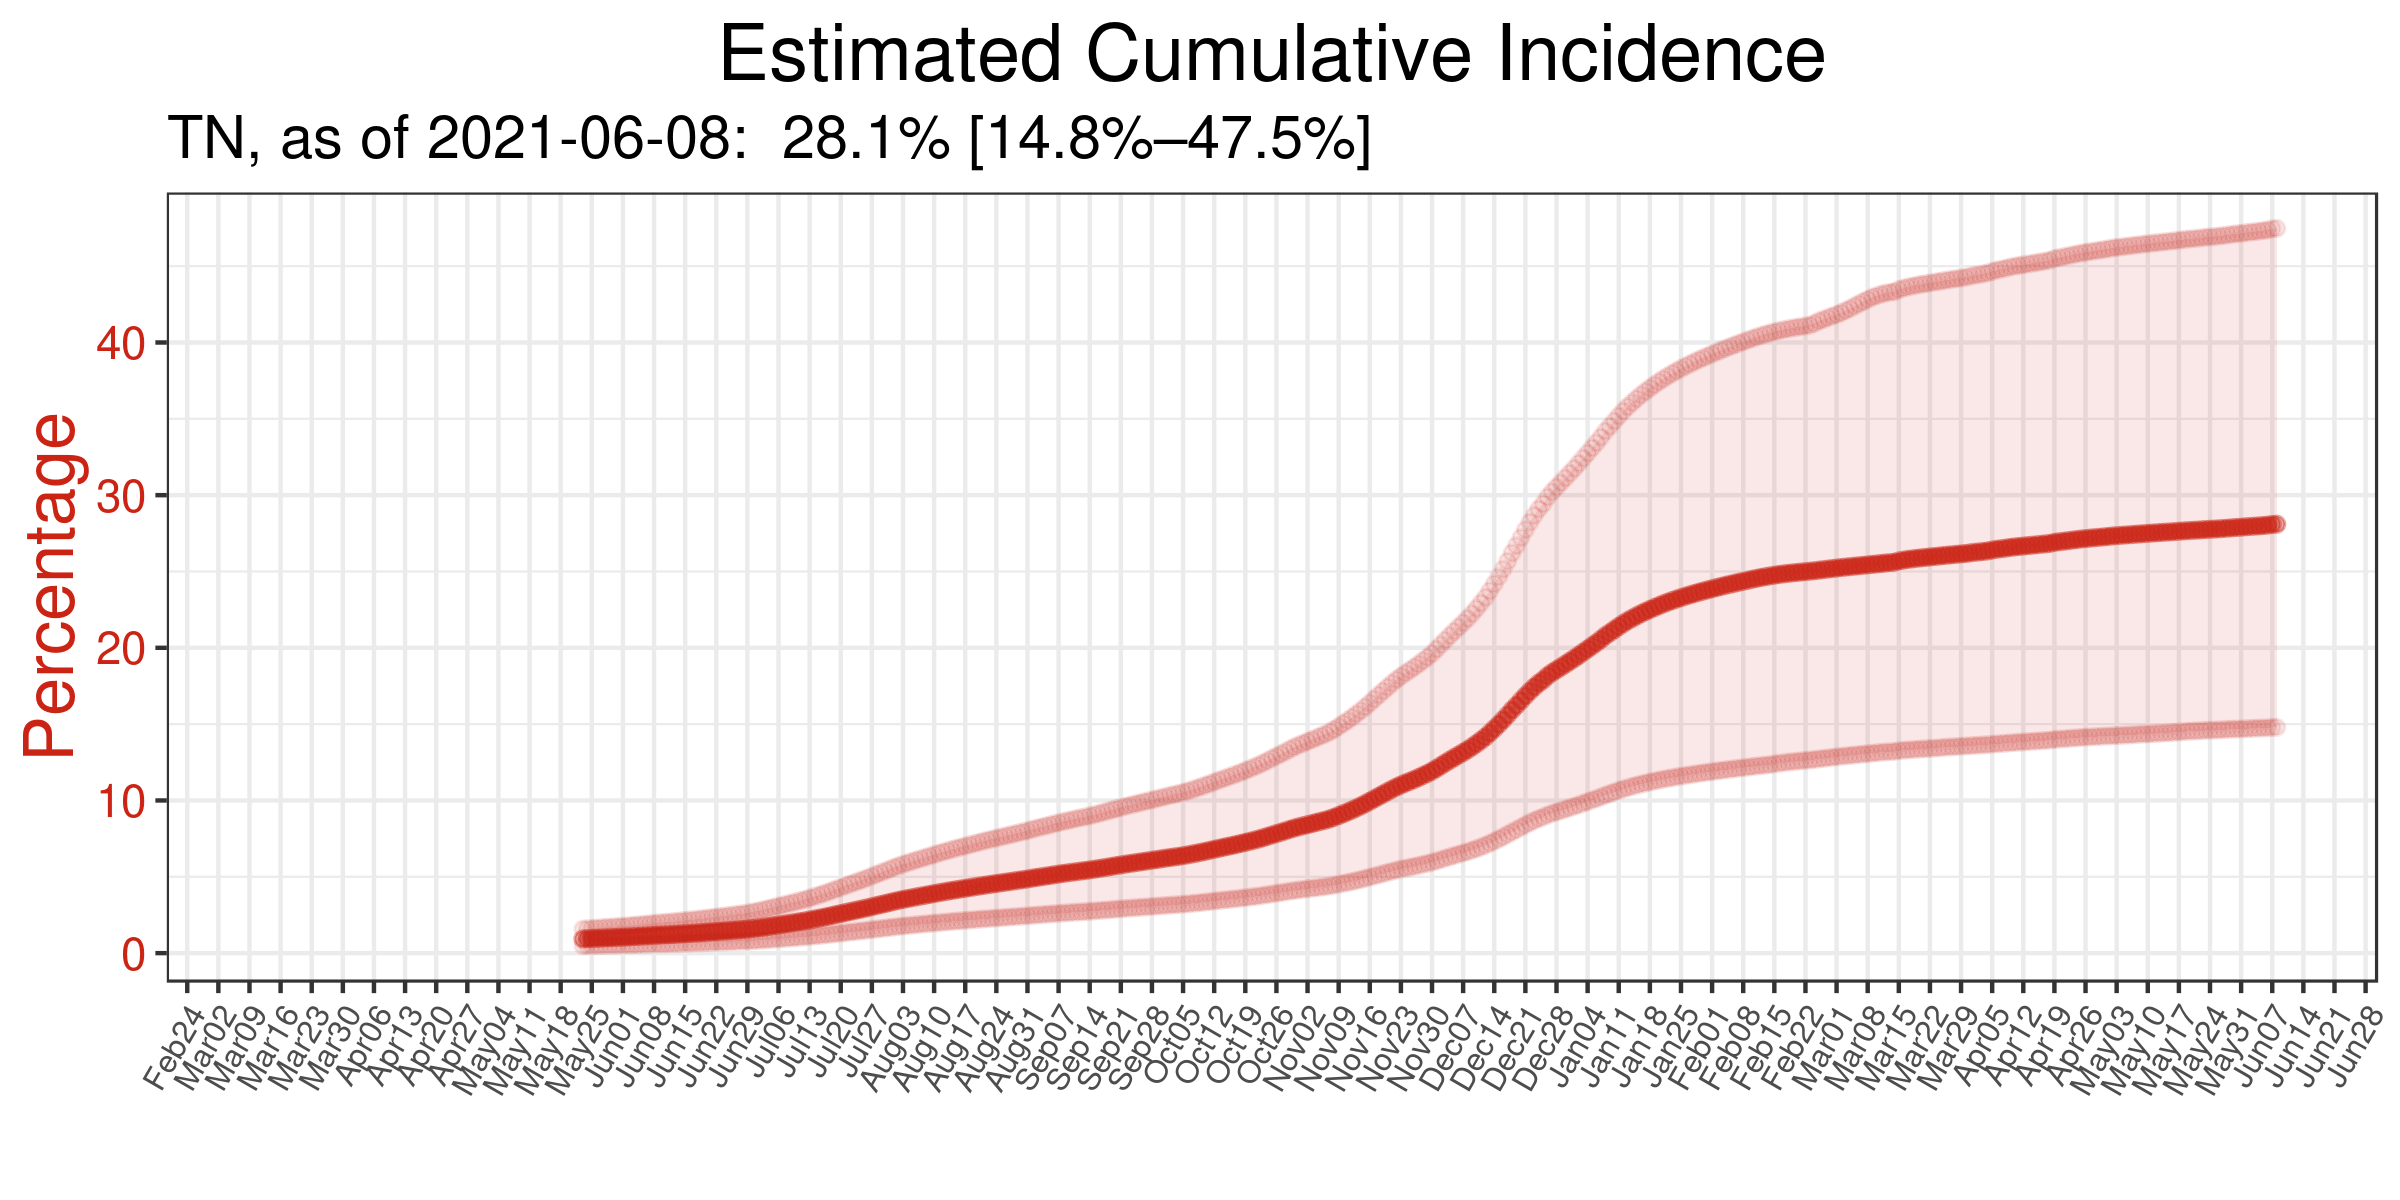 Estimated Cumulative Incidence
TN, as of 2021-06-08:  28.1% [14.8%–47.5%]
Percentage
40
30
20
10
0
Feb24
Mar02
Mar09
Mar16
Mar23
Mar30
Apr06
Apr13
Apr20
Apr27
May04
May11
May18
May25
Jun01
Jun08
Jun15
Jun22
Jun29
Jul06
Jul13
Jul20
Jul27
Aug03
Aug10
Aug17
Aug24
Aug31
Sep07
Sep14
Sep21
Sep28
Oct05
Oct12
Oct19
Oct26
Nov02
Nov09
Nov16
Nov23
Nov30
Dec07
Dec14
Dec21
Dec28
Jan04
Jan11
Jan18
Jan25
Feb01
Feb08
Feb15
Feb22
Mar01
Mar08
Mar15
Mar22
Mar29
Apr05
Apr12
Apr19
Apr26
May03
May10
May17
May24
May31
Jun07
Jun14
Jun21
Jun28